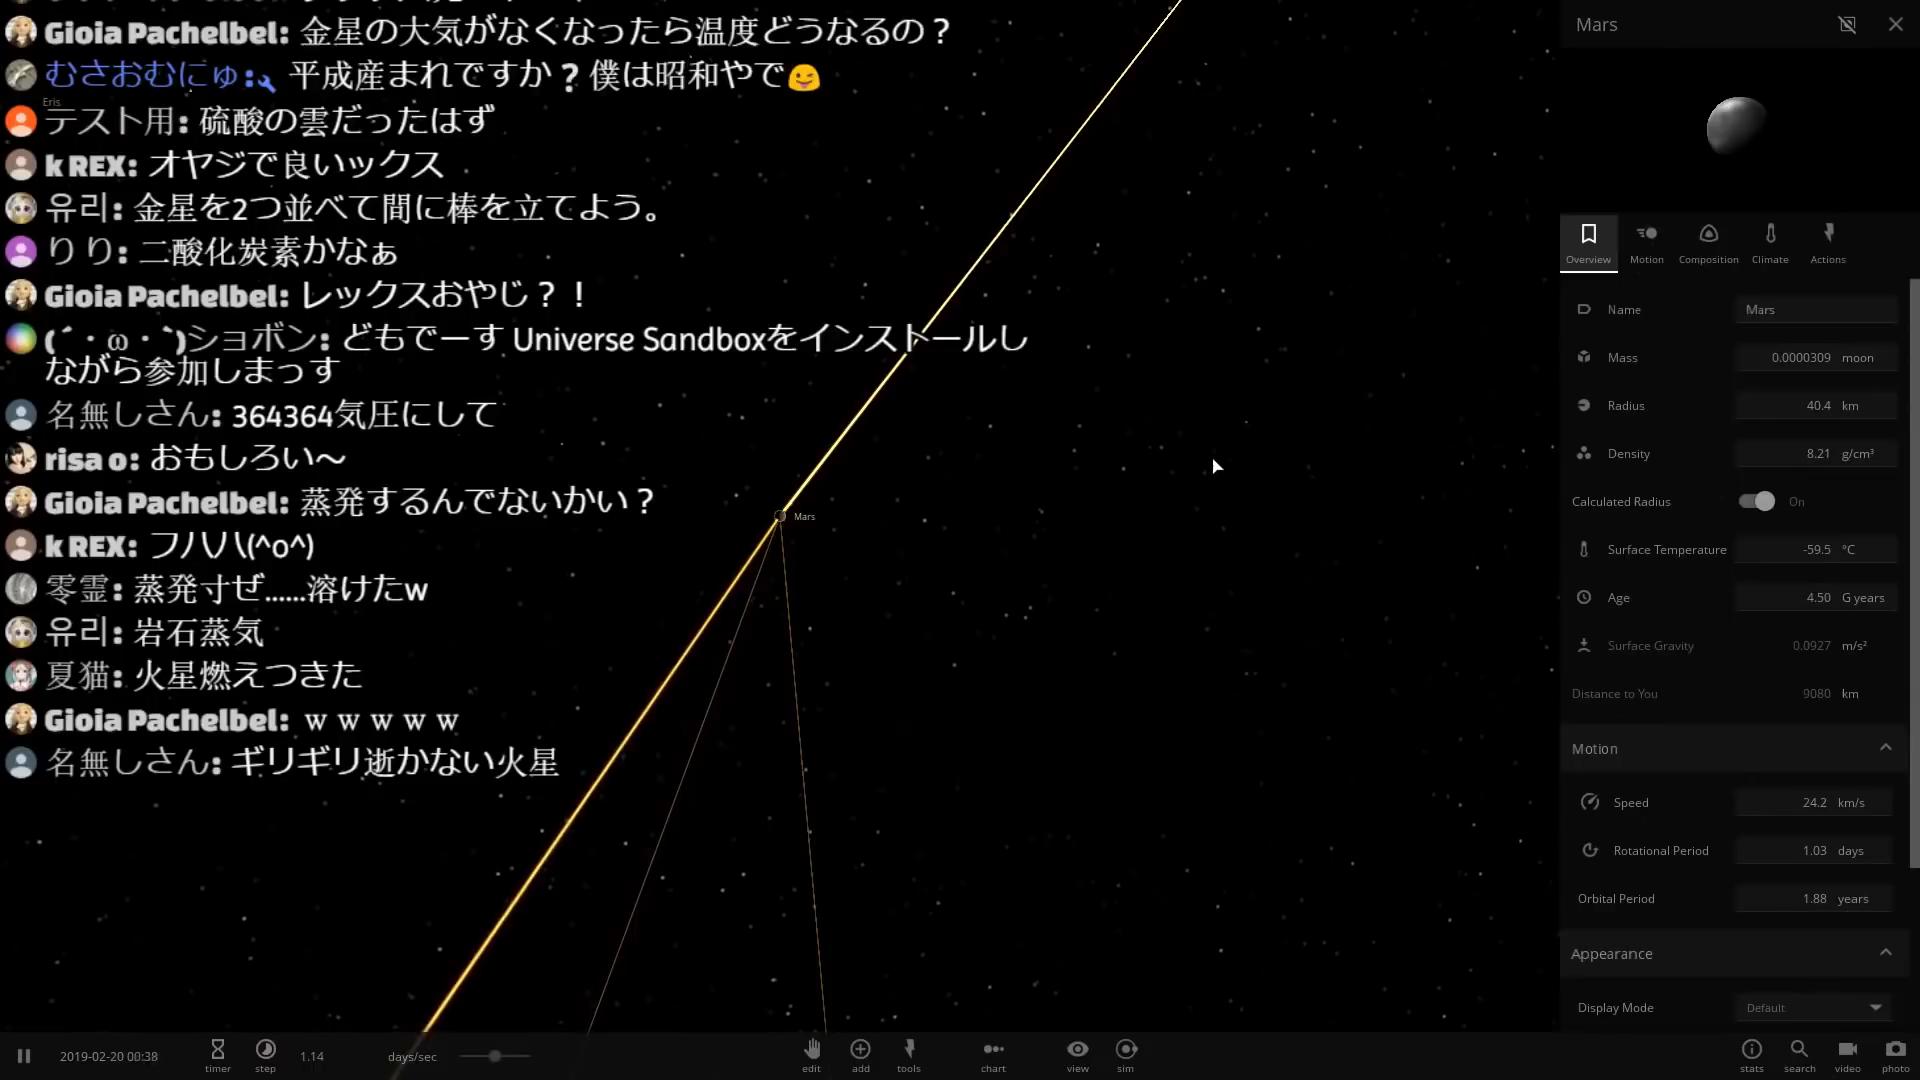 Gioia Pachelbel: 金星の大気がなくなったら温度どうなるの？
むさおむにゅ: 平成産まれですか？僕は昭和やで😜
Eris
テスト用: 硫酸の雲だったはず
k REX: オヤジで良いックス
유리: 金星を2つ並べて間に棒を立てよう。
りり: 二酸化炭素かなぁ
Gioia Pachelbel: レックスおやじ？！
(´・ω・`)ショボン: どもでーす Universe Sandboxをインストールし
ながら参加しまっす
名無しさん: 364364気圧にして
risa o: おもしろい〜
Gioia Pachelbel: 蒸発するんでないかい？
k REX: フハハ(^o^)
零霊: 蒸発寸ぜ......溶けたw
유리: 岩石蒸気
夏猫: 火星燃えつきた
Gioia Pachelbel: ｗｗｗｗｗ
名無しさん: ギリギリ逝かない火星
Mars
Mars
Overview Motion Composition Climate Actions
Name Mars
Mass 0.0000309 moon
Radius 40.4 km
Density 8.21 g/cm³
Calculated Radius On
Surface Temperature -59.5 °C
Age 4.50 G years
Surface Gravity 0.0927 m/s²
Distance to You 9080 km
Motion
Speed 24.2 km/s
Rotational Period 1.03 days
Orbital Period 1.88 years
Appearance
Display Mode Default
2019-02-20 00:38 timer step 1.14 days/sec edit add tools chart view sim stats search video photo